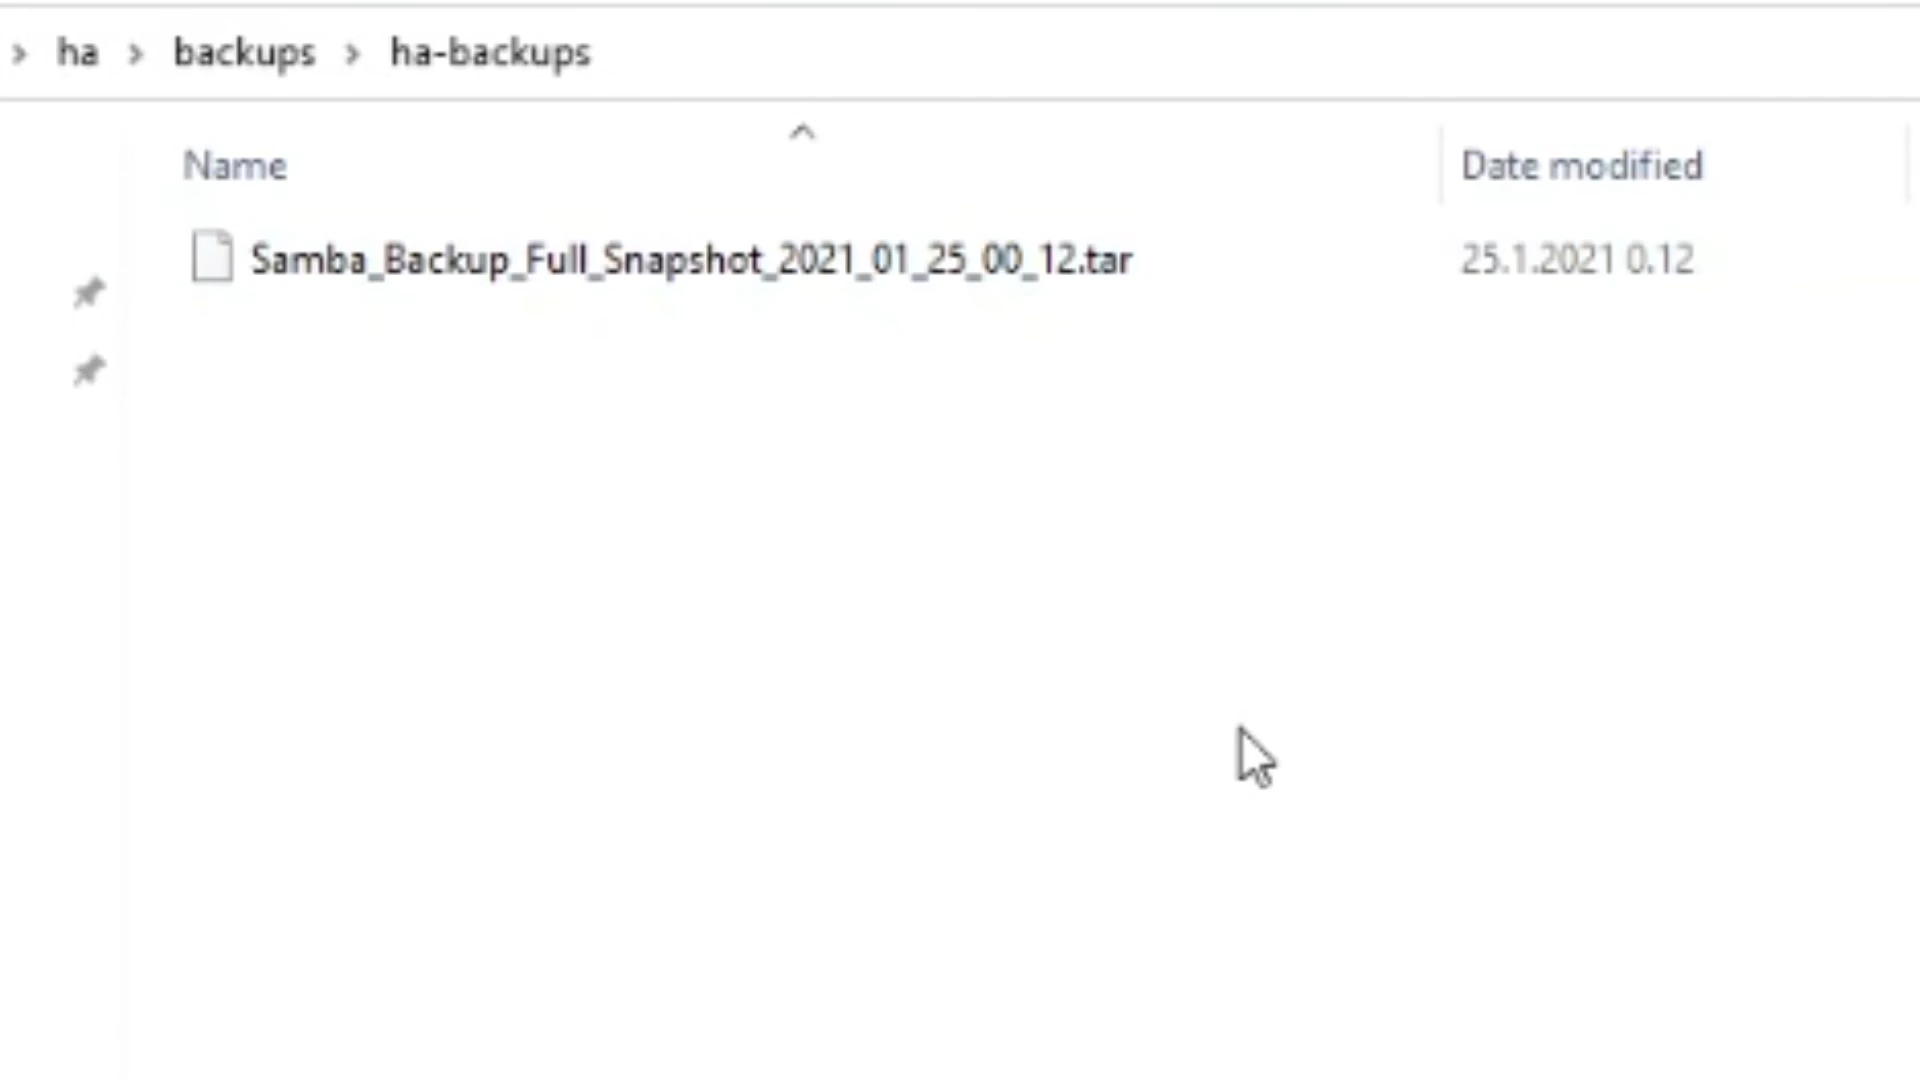 ha > backups > ha-backups
Name Date modified
Samba_Backup_Full_Snapshot_2021_01_25_00_12.tar 25.1.2021 0.12